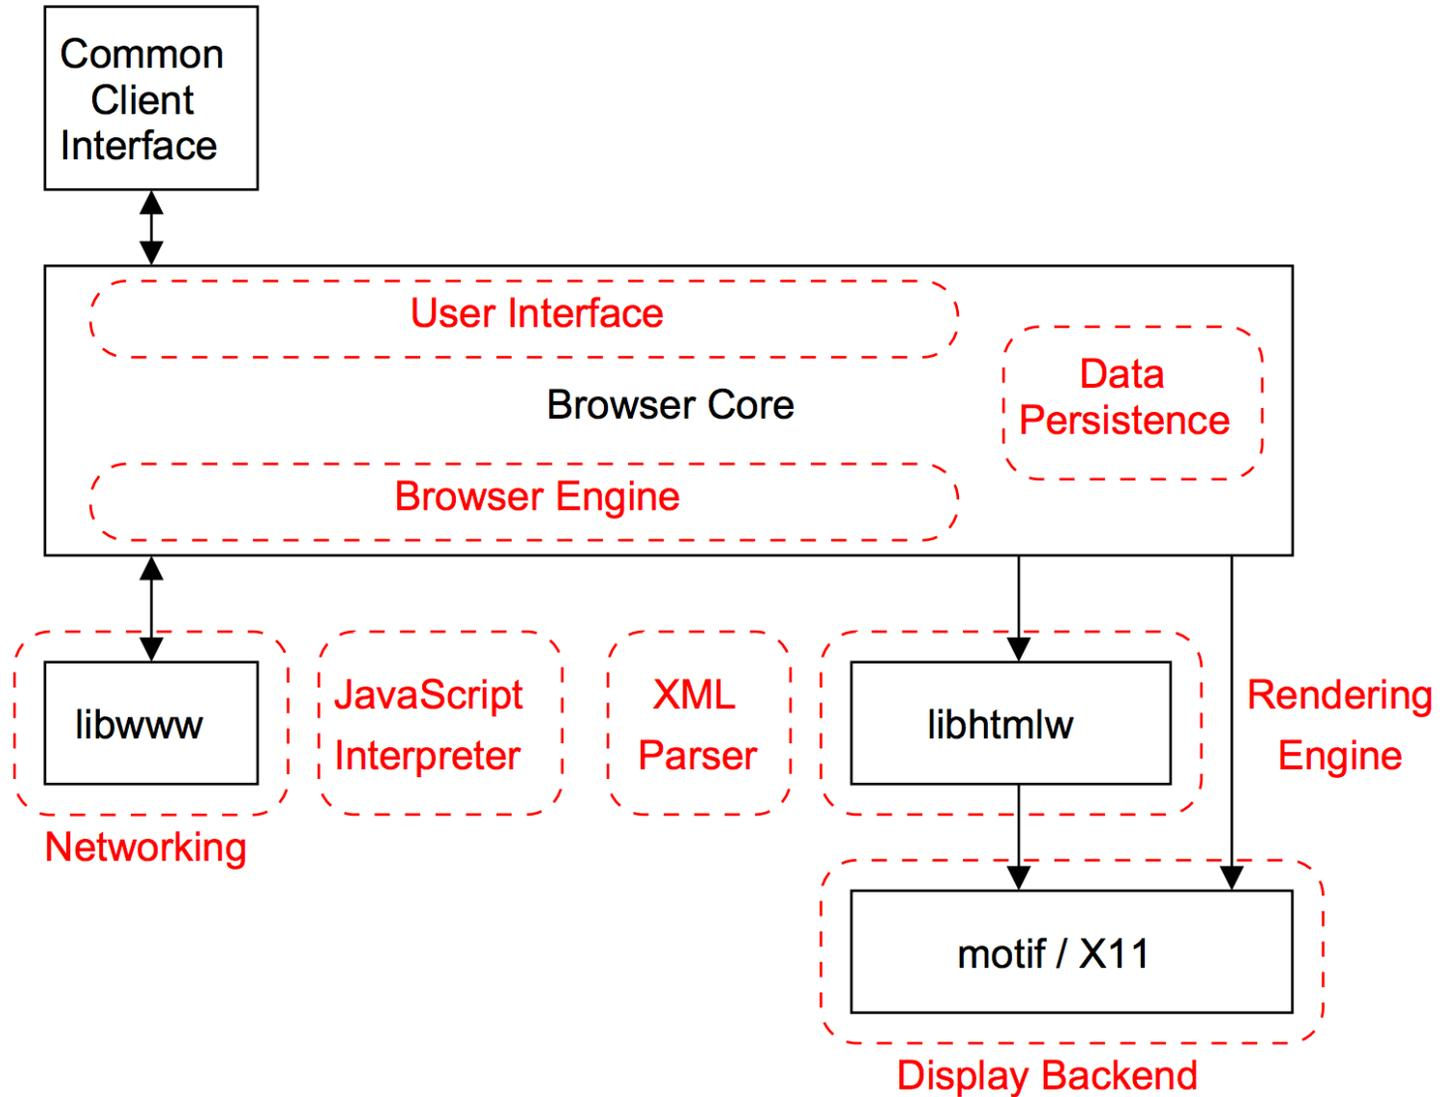 Common
Client
Interface
User Interface
Data
Persistence
Browser Core
Browser Engine
libwww
Networking
JavaScript
Interpreter
XML
Parser
libhtmlw
Rendering
Engine
motif / X11
Display Backend